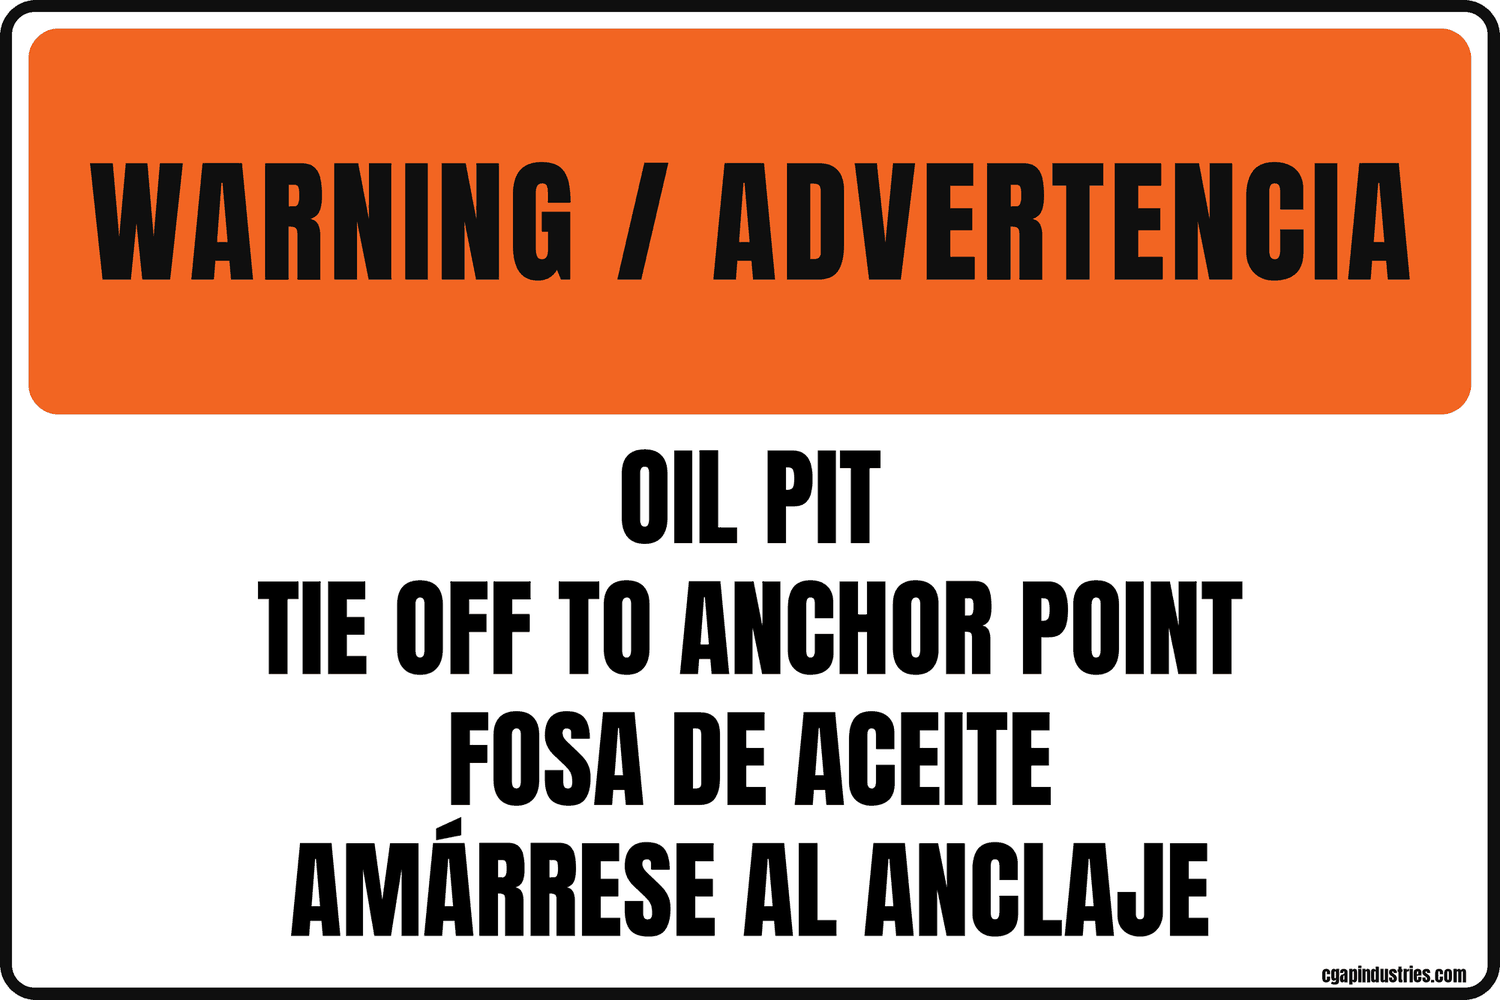 WARNING / ADVERTENCIA
OIL PIT
TIE OFF TO ANCHOR POINT
FOSA DE ACEITE
AMÁRRESE AL ANCLAJE
cgapindustries.com